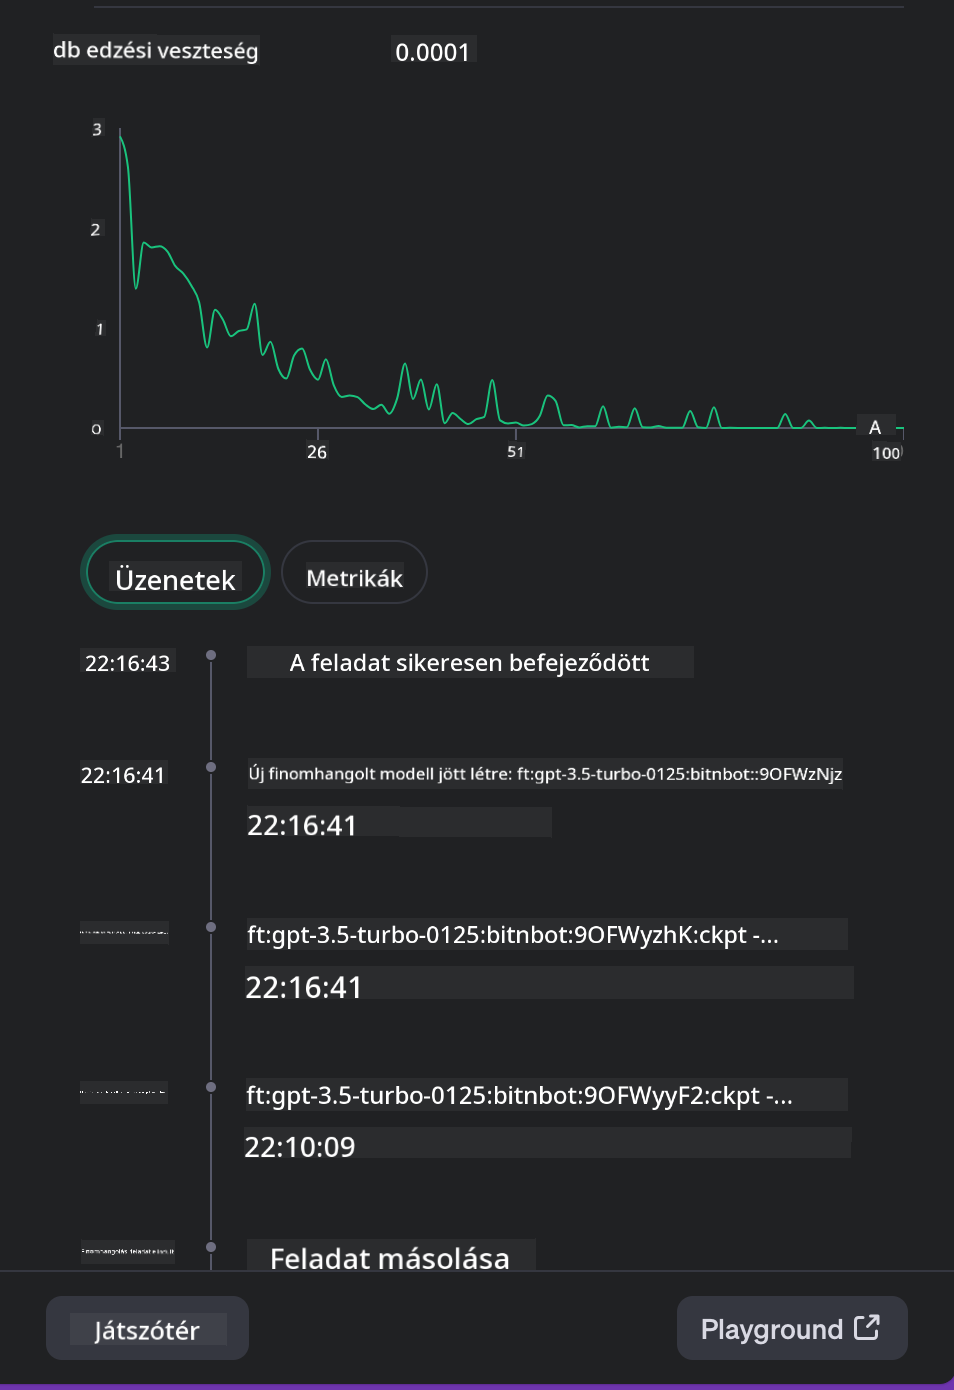 db edzési veszteség
0.0001
3
2
1
0
A
1
26
51
100
Üzenetek
Metrikák
22:16:43
A feladat sikeresen befejeződött
22:16:41
Új finomhangolt modell jött létre: ft:gpt-3.5-turbo-0125:bitnbot::9OFWzNjz
22:16:41
ft:gpt-3.5-turbo-0125:bitnbot:9OFWyzhK:ckpt -...
22:16:41
ft:gpt-3.5-turbo-0125:bitnbot:9OFWyyF2:ckpt -...
22:10:09
Feladat másolása
Játszótér
Playground